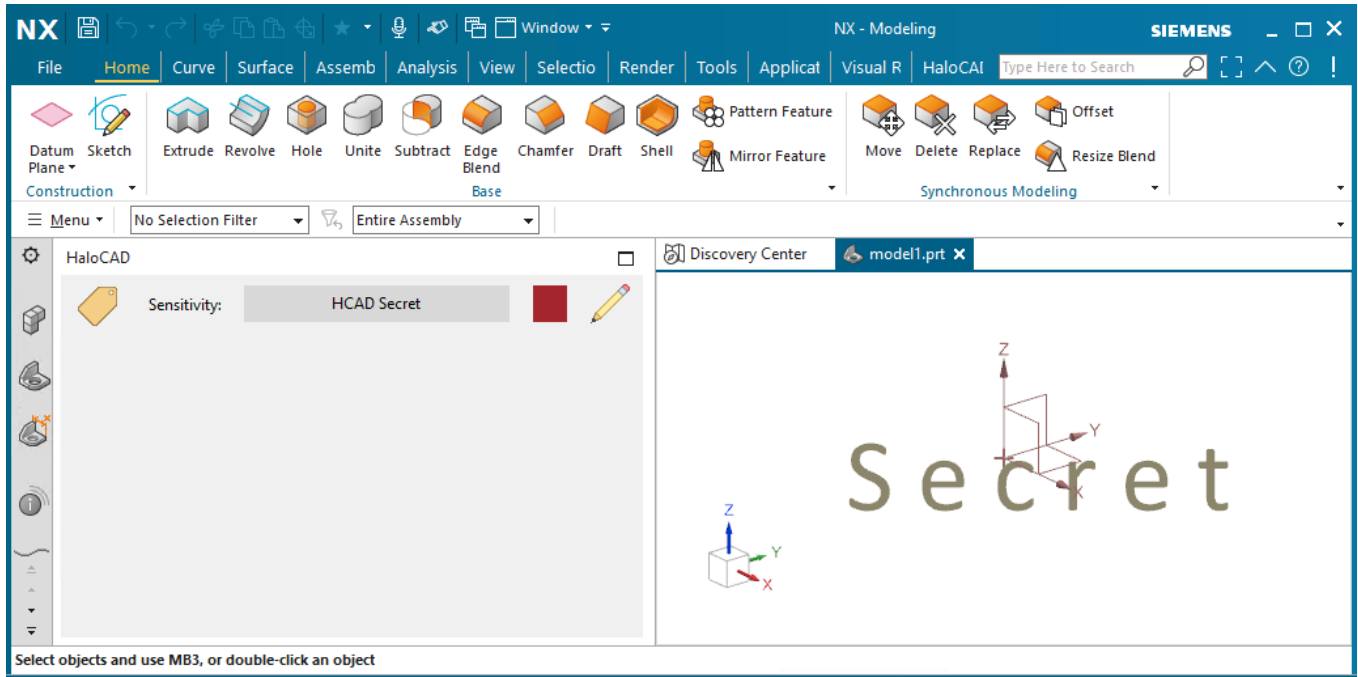 NX Window NX - Modeling SIEMENS
File Home Curve Surface Assemb Analysis View Selectio Render Tools Applicat Visual R HaloCAI Type Here to Search
Datum Plane Sketch Extrude Revolve Hole Unite Subtract Edge Blend Chamfer Draft Shell Pattern Feature Mirror Feature Move Delete Replace Offset Resize Blend
Construction Base Synchronous Modeling
Menu No Selection Filter Entire Assembly
HaloCAD Discovery Center model1.prt
Sensitivity: HCAD Secret
Z
Y
X
Secret
Z
Y
X
Select objects and use MB3, or double-click an object